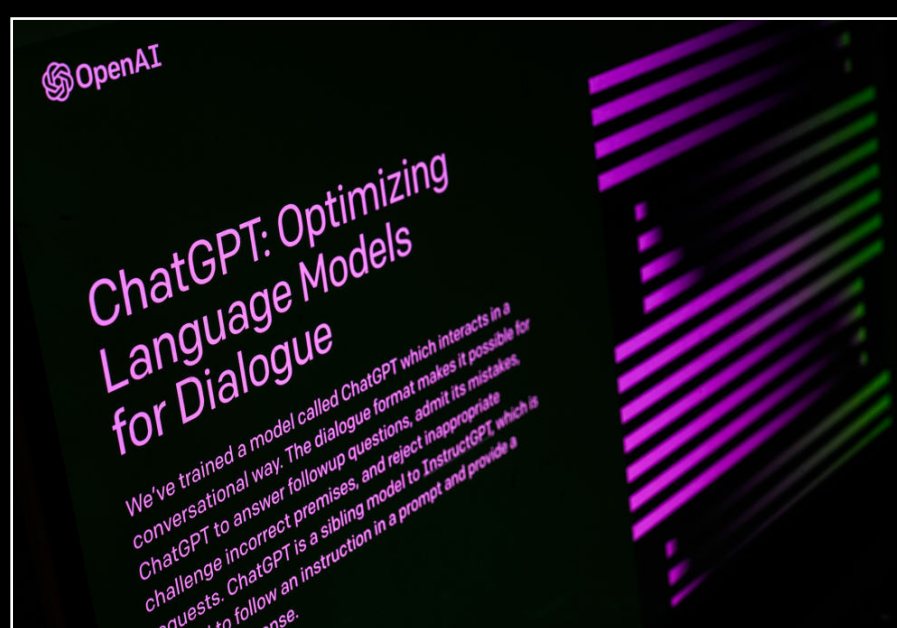 OpenAI
ChatGPT: Optimizing
Language Models
for Dialogue
We've trained a model called ChatGPT which interacts in a
conversational way. The dialogue format makes it possible for
ChatGPT to answer followup questions, admit its mistakes,
challenge incorrect premises, and reject inappropriate
quests. ChatGPT is a sibling model to InstructGPT, which is
to follow an instruction in a prompt and provide a